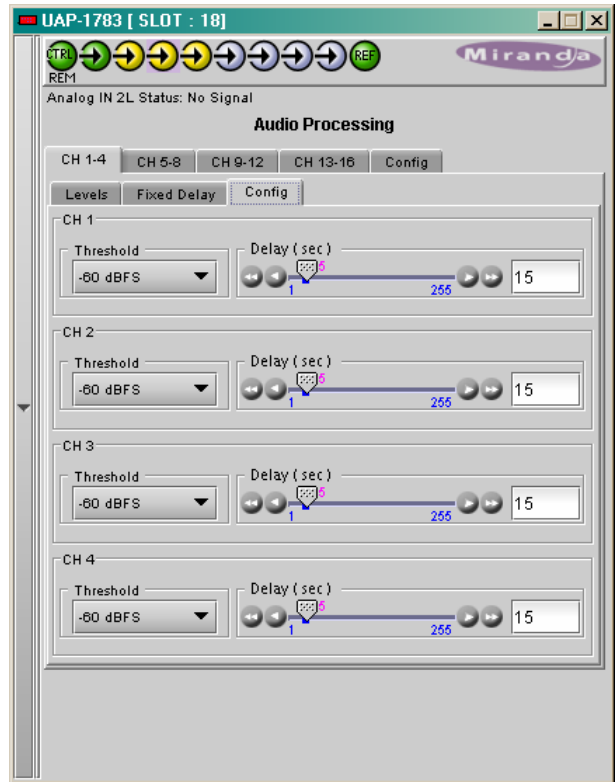 UAP-1783 [ SLOT : 18]
CTRL
REF
REM
Miranda
Analog IN 2L Status: No Signal
Audio Processing
CH 1-4 CH 5-8 CH 9-12 CH 13-16 Config
Levels Fixed Delay Config
CH 1
Threshold Delay ( sec )
-60 dBFS 5 15
1 255
CH 2
Threshold Delay ( sec )
-60 dBFS 5 15
1 255
CH 3
Threshold Delay ( sec )
-60 dBFS 5 15
1 255
CH 4
Threshold Delay ( sec )
-60 dBFS 5 15
1 255